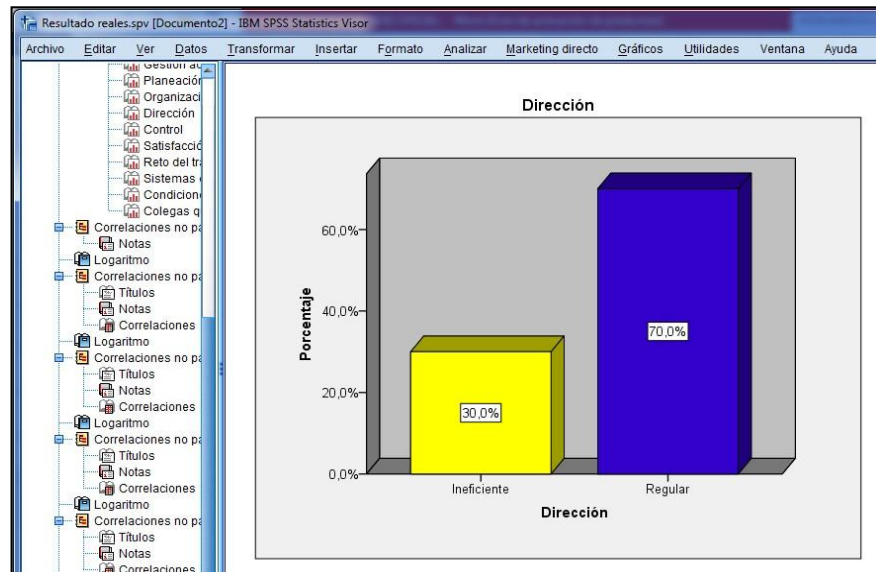 Resultado reales.spv [Documento2] - IBM SPSS Statistics Visor
Archivo Editar Ver Datos Transformar Insertar Formato Analizar Marketing directo Gráficos Utilidades Ventana Ayuda
Planeación
Organizaci
Dirección
Control
Satisfacció
Reto del tra
Sistemas
Condicione
Colegas q
Correlaciones no pa
Notas
Logaritmo
Correlaciones no pa
Títulos
Notas
Correlaciones
Logaritmo
Correlaciones no pa
Títulos
Notas
Correlaciones
Logaritmo
Correlaciones no pa
Títulos
Notas
Correlaciones
Logaritmo
Correlaciones no pa
Títulos
Notas
Correlaciones
Dirección
Porcentaje
60,0%
40,0%
20,0%
0,0%
30,0%
70,0%
Ineficiente Regular
Dirección